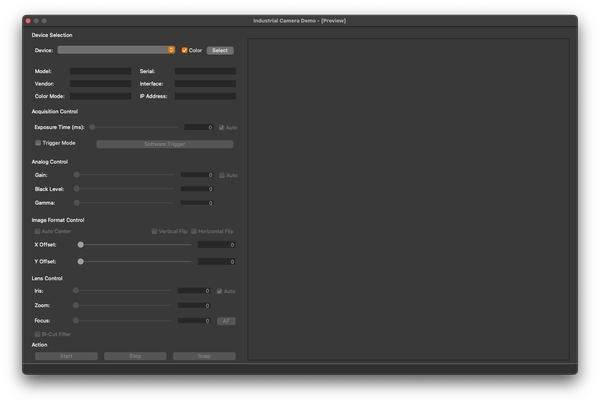 Industrial Camera Demo - [Preview]
Device Selection
Device: Color Select
Model: Serial:
Vendor: Interface:
Color Mode: IP Address:
Acquisition Control
Exposure Time (ms): 0 Auto
Trigger Mode Software Trigger
Analog Control
Gain: 0 Auto
Black Level: 0
Gamma: 0
Image Format Control
Auto Center Vertical Flip Horizontal Flip
X Offset: 0
Y Offset: 0
Lens Control
Iris: 0 Auto
Zoom: 0
Focus: 0 AF
IR-Cut Filter
Action
Start Stop Snap